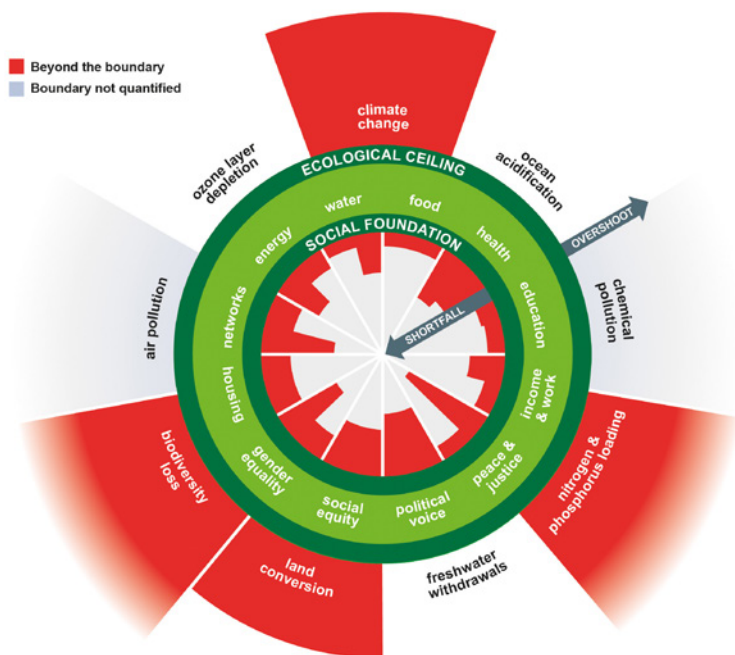 Beyond the boundary
Boundary not quantified
climate
change
ozone layer
depletion
ocean
acidification
ECOLOGICAL CEILING
water
food
energy
health
SOCIAL FOUNDATION
OVERSHOOT
SHORTFALL
air pollution
networks
education
chemical
pollution
housing
income
& work
biodiversity
loss
gender
equality
social
equity
political
voice
peace &
justice
nitrogen &
phosphorus loading
land
conversion
freshwater
withdrawals